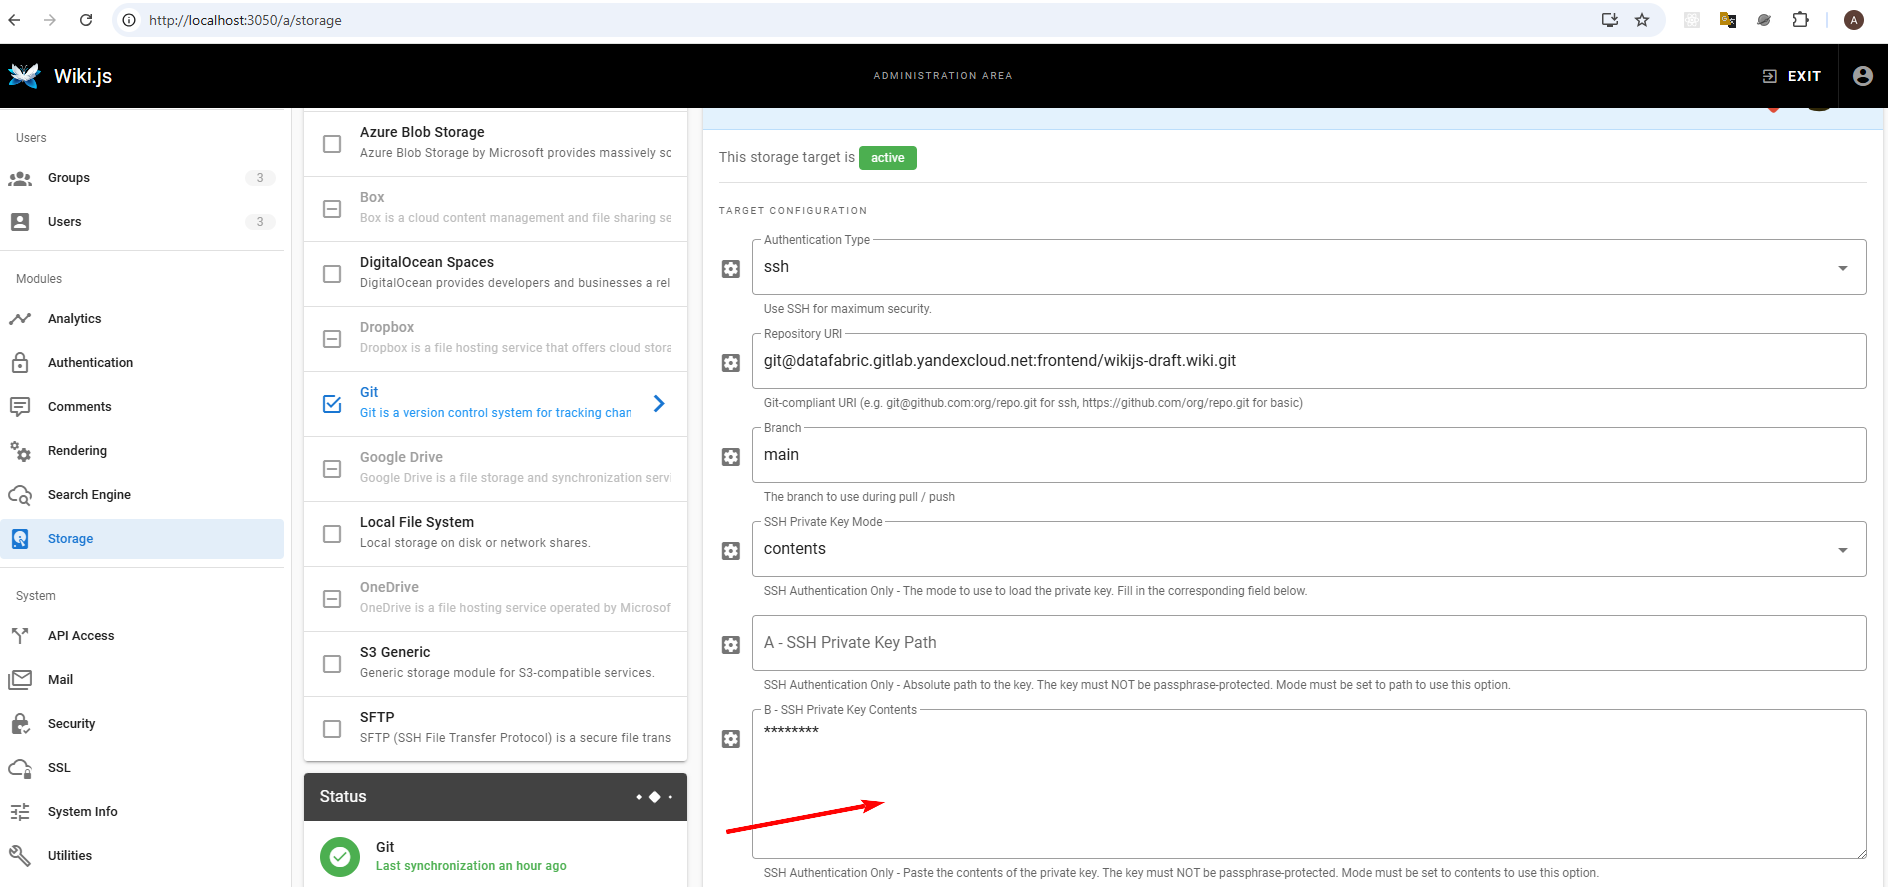 http://localhost:3050/a/storage
A
Wiki.js
ADMINISTRATION AREA
EXIT
Users
Groups 3
Users 3
Modules
Analytics
Authentication
Comments
Rendering
Search Engine
Storage
System
API Access
Mail
Security
SSL
System Info
Utilities
Azure Blob Storage
Azure Blob Storage by Microsoft provides massively sc
Box
Box is a cloud content management and file sharing se
DigitalOcean Spaces
DigitalOcean provides developers and businesses a rel
Dropbox
Dropbox is a file hosting service that offers cloud stora
Git
Git is a version control system for tracking chan
Google Drive
Google Drive is a file storage and synchronization servi
Local File System
Local storage on disk or network shares.
OneDrive
OneDrive is a file hosting service operated by Microsof
S3 Generic
Generic storage module for S3-compatible services.
SFTP
SFTP (SSH File Transfer Protocol) is a secure file trans
Status
Git
Last synchronization an hour ago
This storage target is active
TARGET CONFIGURATION
Authentication Type
ssh
Use SSH for maximum security.
Repository URI
git@datafabric.gitlab.yandexcloud.net:frontend/wikijs-draft.wiki.git
Git-compliant URI (e.g. git@github.com:org/repo.git for ssh, https://github.com/org/repo.git for basic)
Branch
main
The branch to use during pull / push
SSH Private Key Mode
contents
SSH Authentication Only - The mode to use to load the private key. Fill in the corresponding field below.
A - SSH Private Key Path
SSH Authentication Only - Absolute path to the key. The key must NOT be passphrase-protected. Mode must be set to path to use this option.
B - SSH Private Key Contents
********
SSH Authentication Only - Paste the contents of the private key. The key must NOT be passphrase-protected. Mode must be set to contents to use this option.